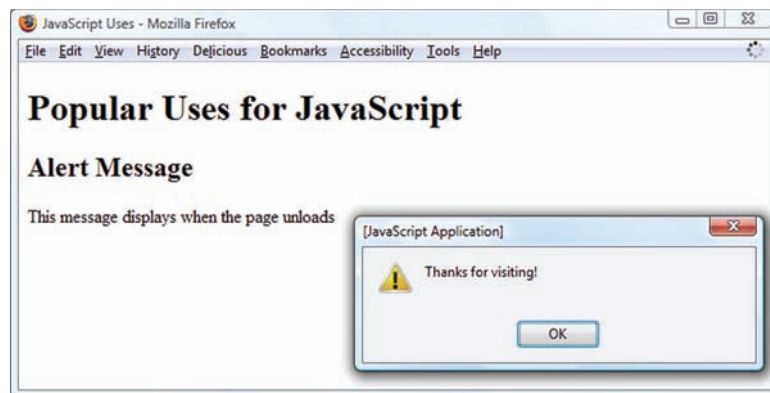 JavaScript Uses - Mozilla Firefox
File Edit View History Delicious Bookmarks Accessibility Tools Help
Popular Uses for JavaScript
Alert Message
This message displays when the page unloads
[JavaScript Application]
Thanks for visiting!
OK